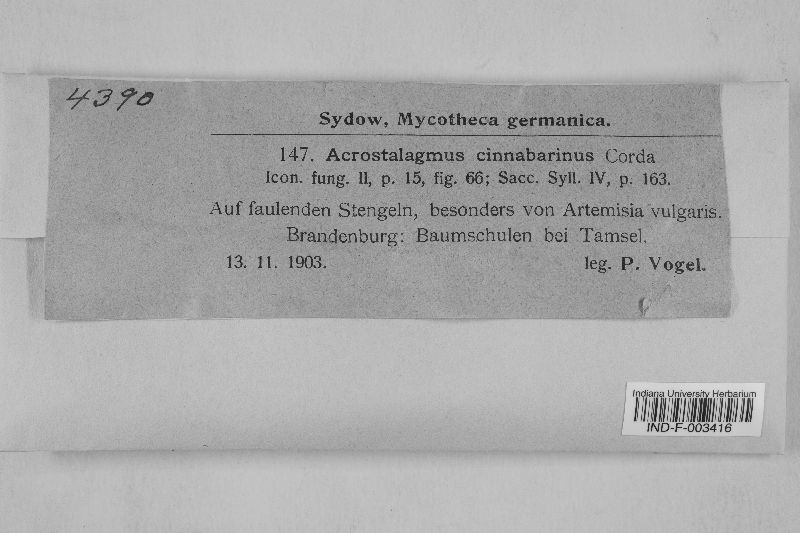 4390
Sydow, Mycotheca germanica.
147. Acrostalagmus cinnabarinus Corda
Icon. fung. II, p. 15, fig. 66; Sacc. Syll. IV, p. 163.
Auf faulenden Stengeln, besonders von Artemisia vulgaris.
Brandenburg: Baumschulen bei Tamsel.
13. 11. 1903. leg. P. Vogel.
Indiana University Herbarium
IND-F-003416